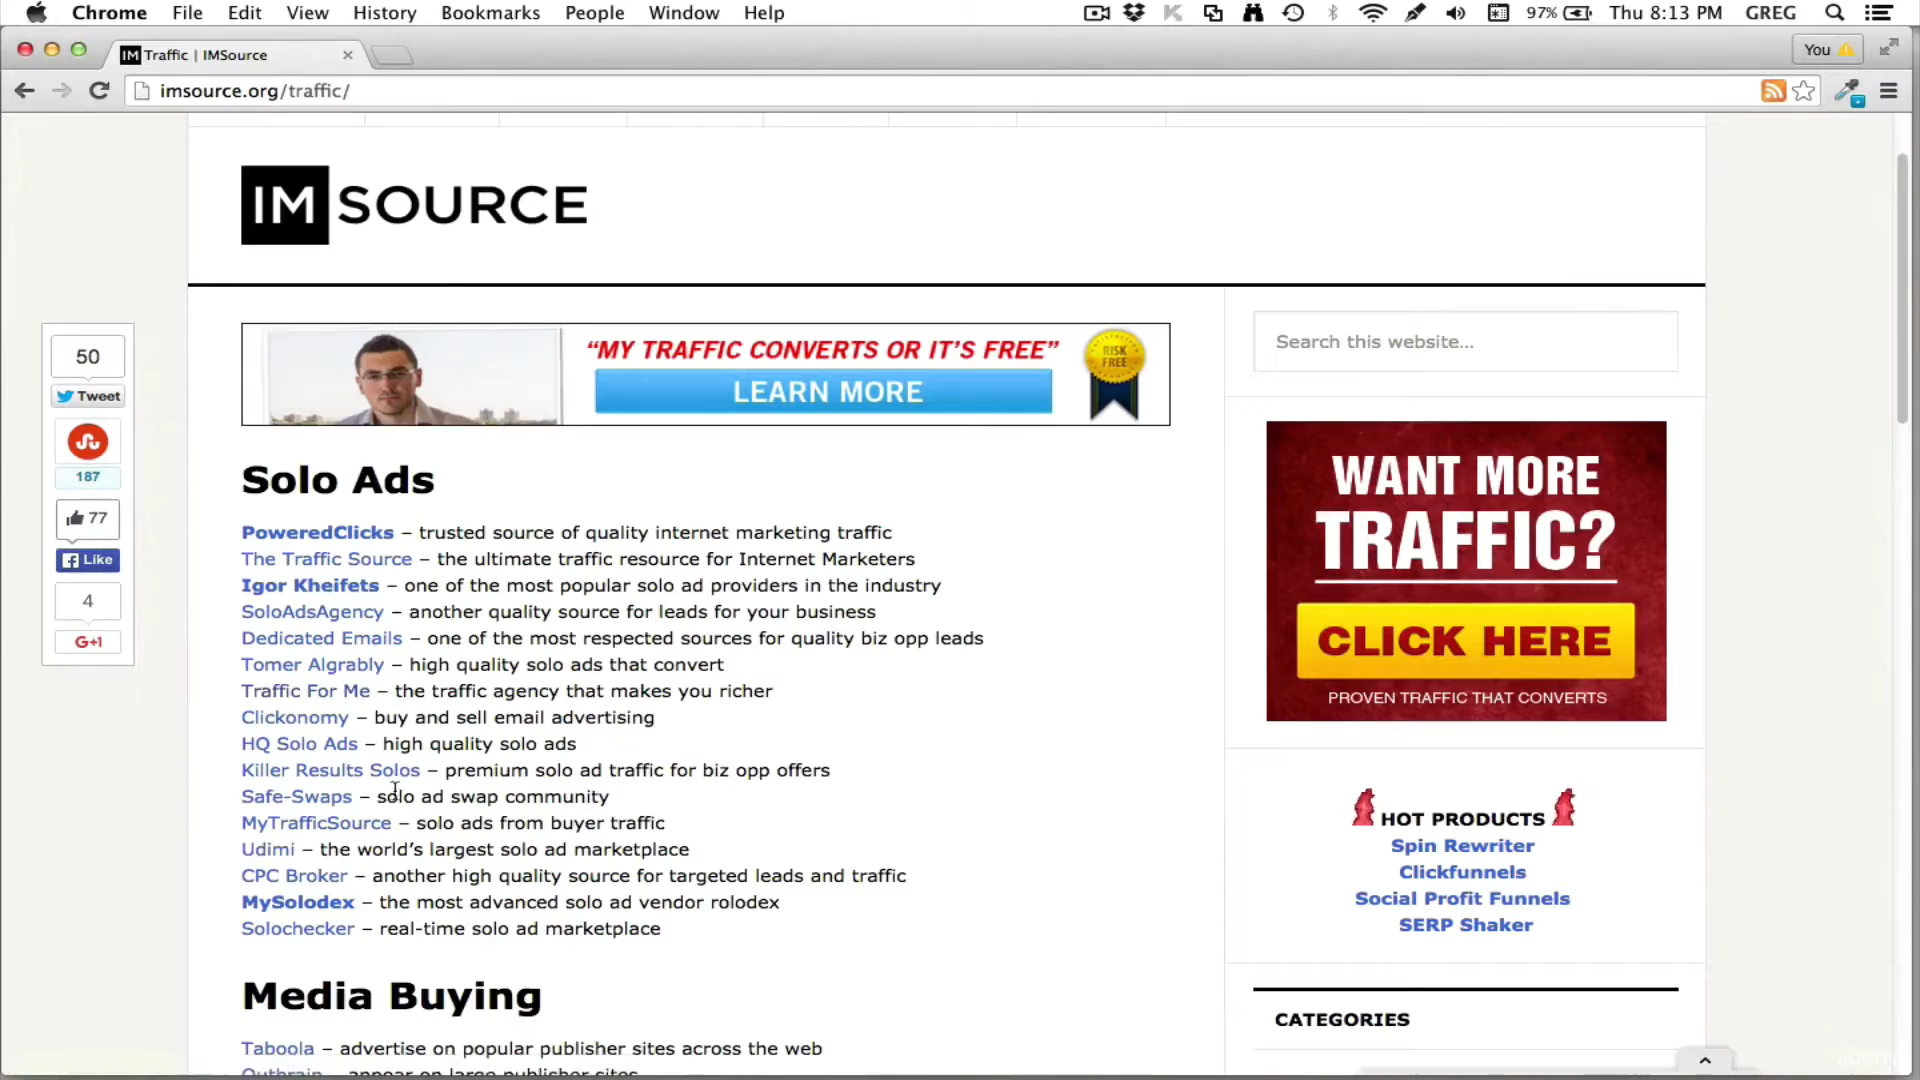 Chrome File Edit View History Bookmarks People Window Help 97% Thu 8:13 PM GREG
IM Traffic | IMSource You
imsource.org/traffic/
IM SOURCE
"MY TRAFFIC CONVERTS OR IT'S FREE"
LEARN MORE
RISK
FREE
Search this website...
50
Tweet
187
77
Like
4
G+1
Solo Ads
PoweredClicks – trusted source of quality internet marketing traffic
The Traffic Source – the ultimate traffic resource for Internet Marketers
Igor Kheifets – one of the most popular solo ad providers in the industry
SoloAdsAgency – another quality source for leads for your business
Dedicated Emails – one of the most respected sources for quality biz opp leads
Tomer Algrably – high quality solo ads that convert
Traffic For Me – the traffic agency that makes you richer
Clickonomy – buy and sell email advertising
HQ Solo Ads – high quality solo ads
Killer Results Solos – premium solo ad traffic for biz opp offers
Safe-Swaps – solo ad swap community
MyTrafficSource – solo ads from buyer traffic
Udimi – the world's largest solo ad marketplace
CPC Broker – another high quality source for targeted leads and traffic
MySolodex – the most advanced solo ad vendor rolodex
Solochecker – real-time solo ad marketplace
Media Buying
Taboola – advertise on popular publisher sites across the web
Outbrain – appear on large publisher sites
WANT MORE
TRAFFIC?
CLICK HERE
PROVEN TRAFFIC THAT CONVERTS
HOT PRODUCTS
Spin Rewriter
Clickfunnels
Social Profit Funnels
SERP Shaker
CATEGORIES